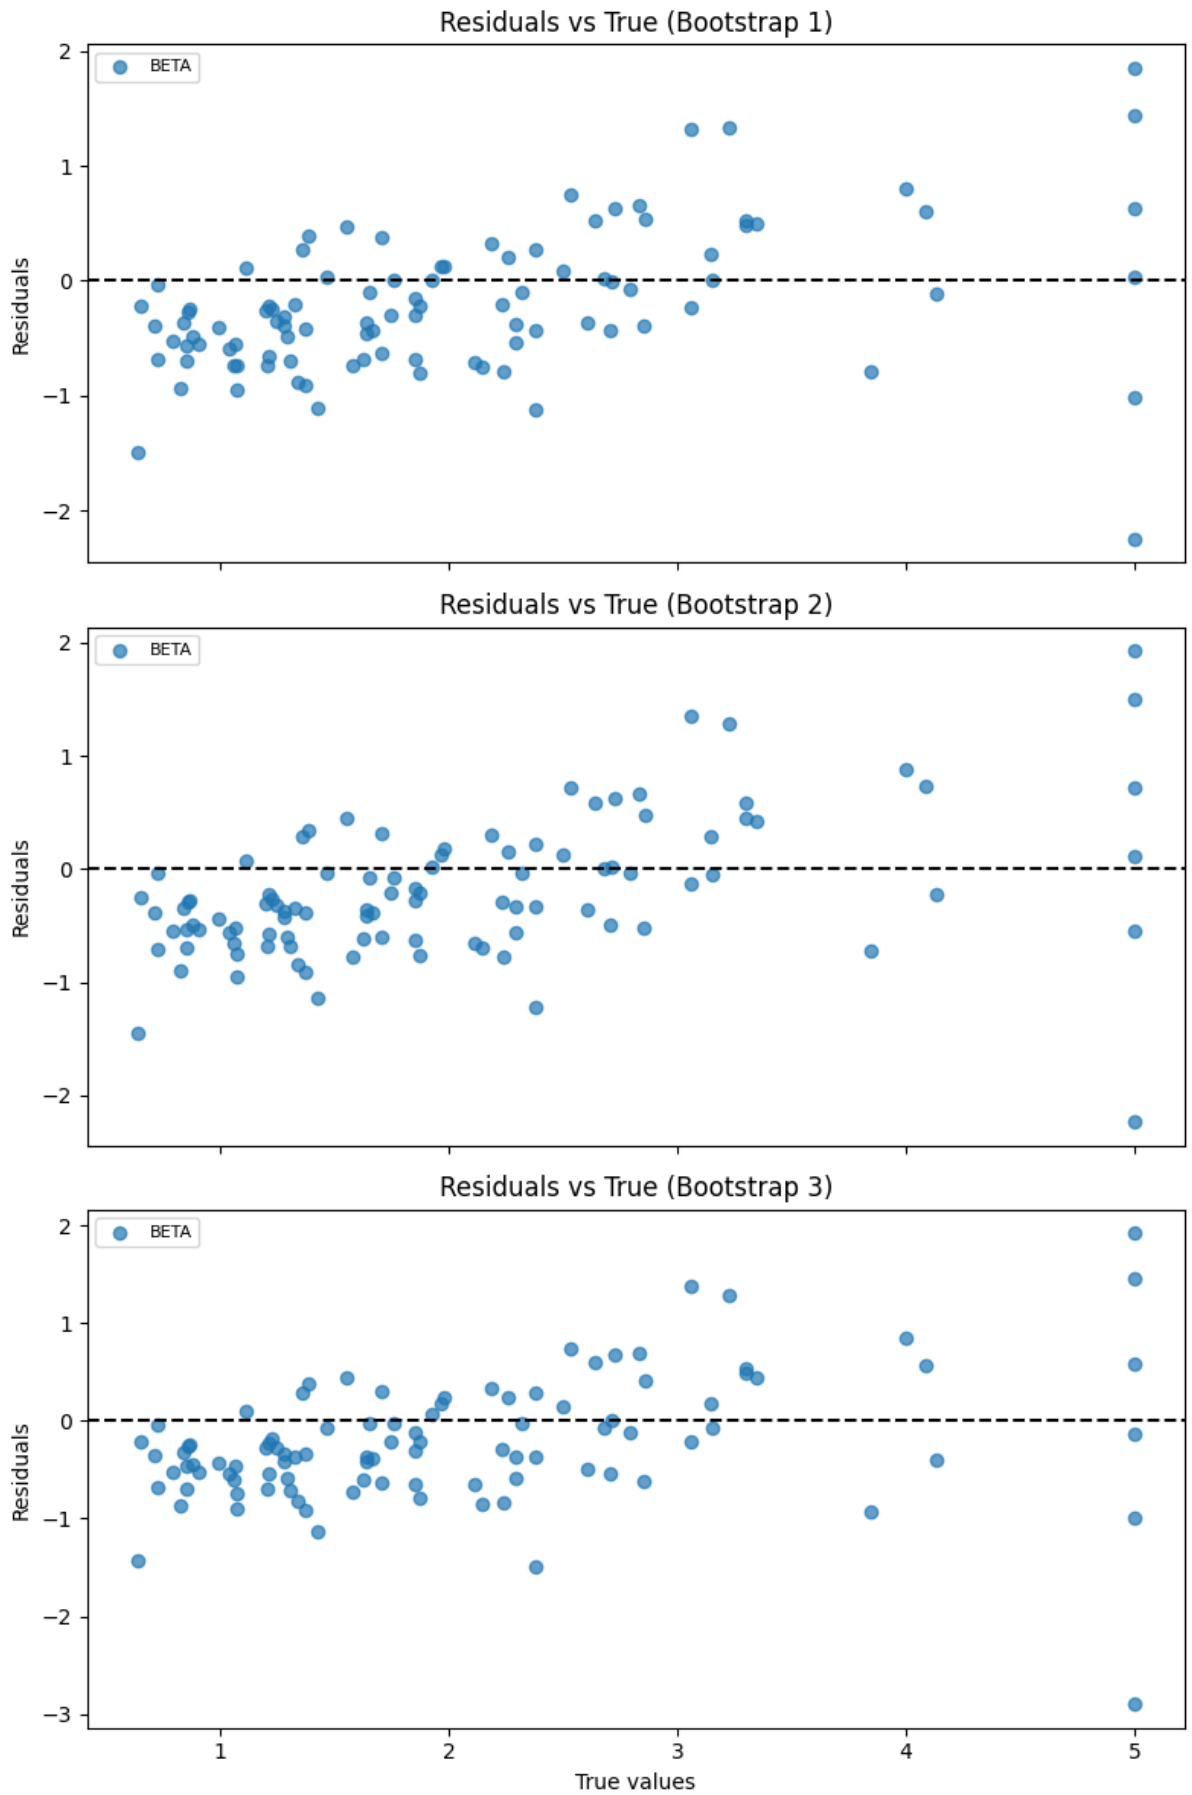 Residuals vs True (Bootstrap 1)
BETA
2
1
0
−1
−2
Residuals
Residuals vs True (Bootstrap 2)
BETA
2
1
0
−1
−2
Residuals
Residuals vs True (Bootstrap 3)
BETA
2
1
0
−1
−2
−3
Residuals
1 2 3 4 5
True values